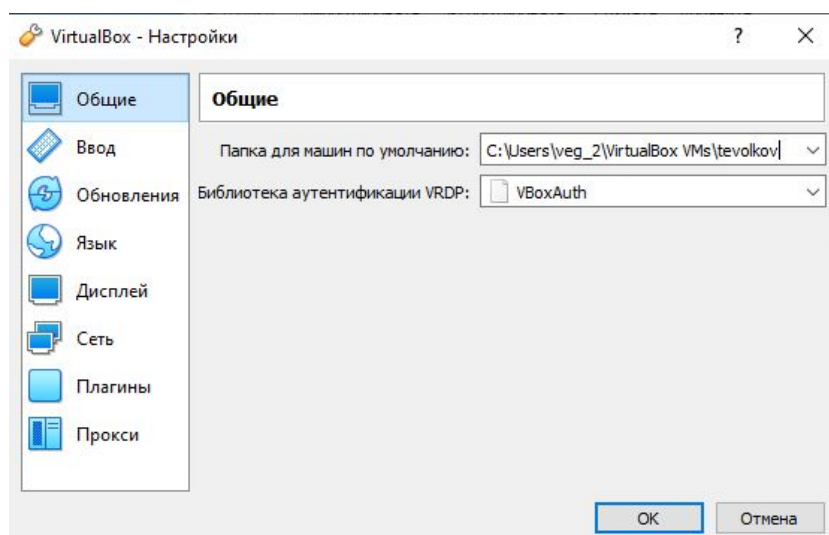 VirtualBox - Настройки
?
Общие
Общие
Ввод
Папка для машин по умолчанию: C:\Users\veg_2\VirtualBox VMs\tevolkov
Обновления
Библиотека аутентификации VRDP: VBoxAuth
Язык
Дисплей
Сеть
Плагины
Прокси
OK
Отмена